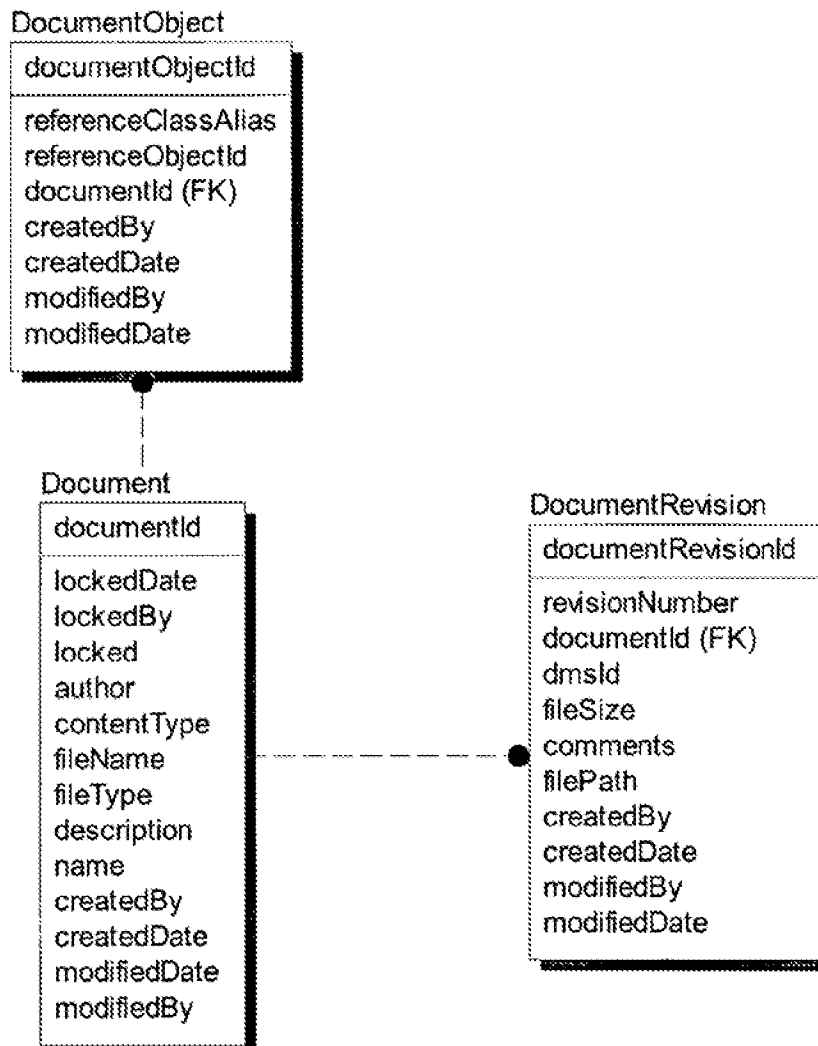 DocumentObject
documentObjectId
referenceClassAlias
referenceObjectId
documentId (FK)
createdBy
createdDate
modifiedBy
modifiedDate
Document
documentId
lockedDate
lockedBy
locked
author
contentType
fileName
fileType
description
name
createdBy
createdDate
modifiedDate
modifiedBy
DocumentRevision
documentRevisionId
revisionNumber
documentId (FK)
dmsId
fileSize
comments
filePath
createdBy
createdDate
modifiedBy
modifiedDate